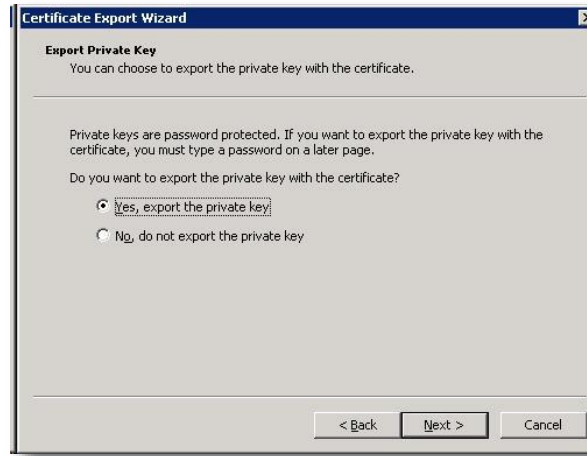 Certificate Export Wizard
Export Private Key
You can choose to export the private key with the certificate.
Private keys are password protected. If you want to export the private key with the
certificate, you must type a password on a later page.
Do you want to export the private key with the certificate?
Yes, export the private key
No, do not export the private key
< Back Next > Cancel